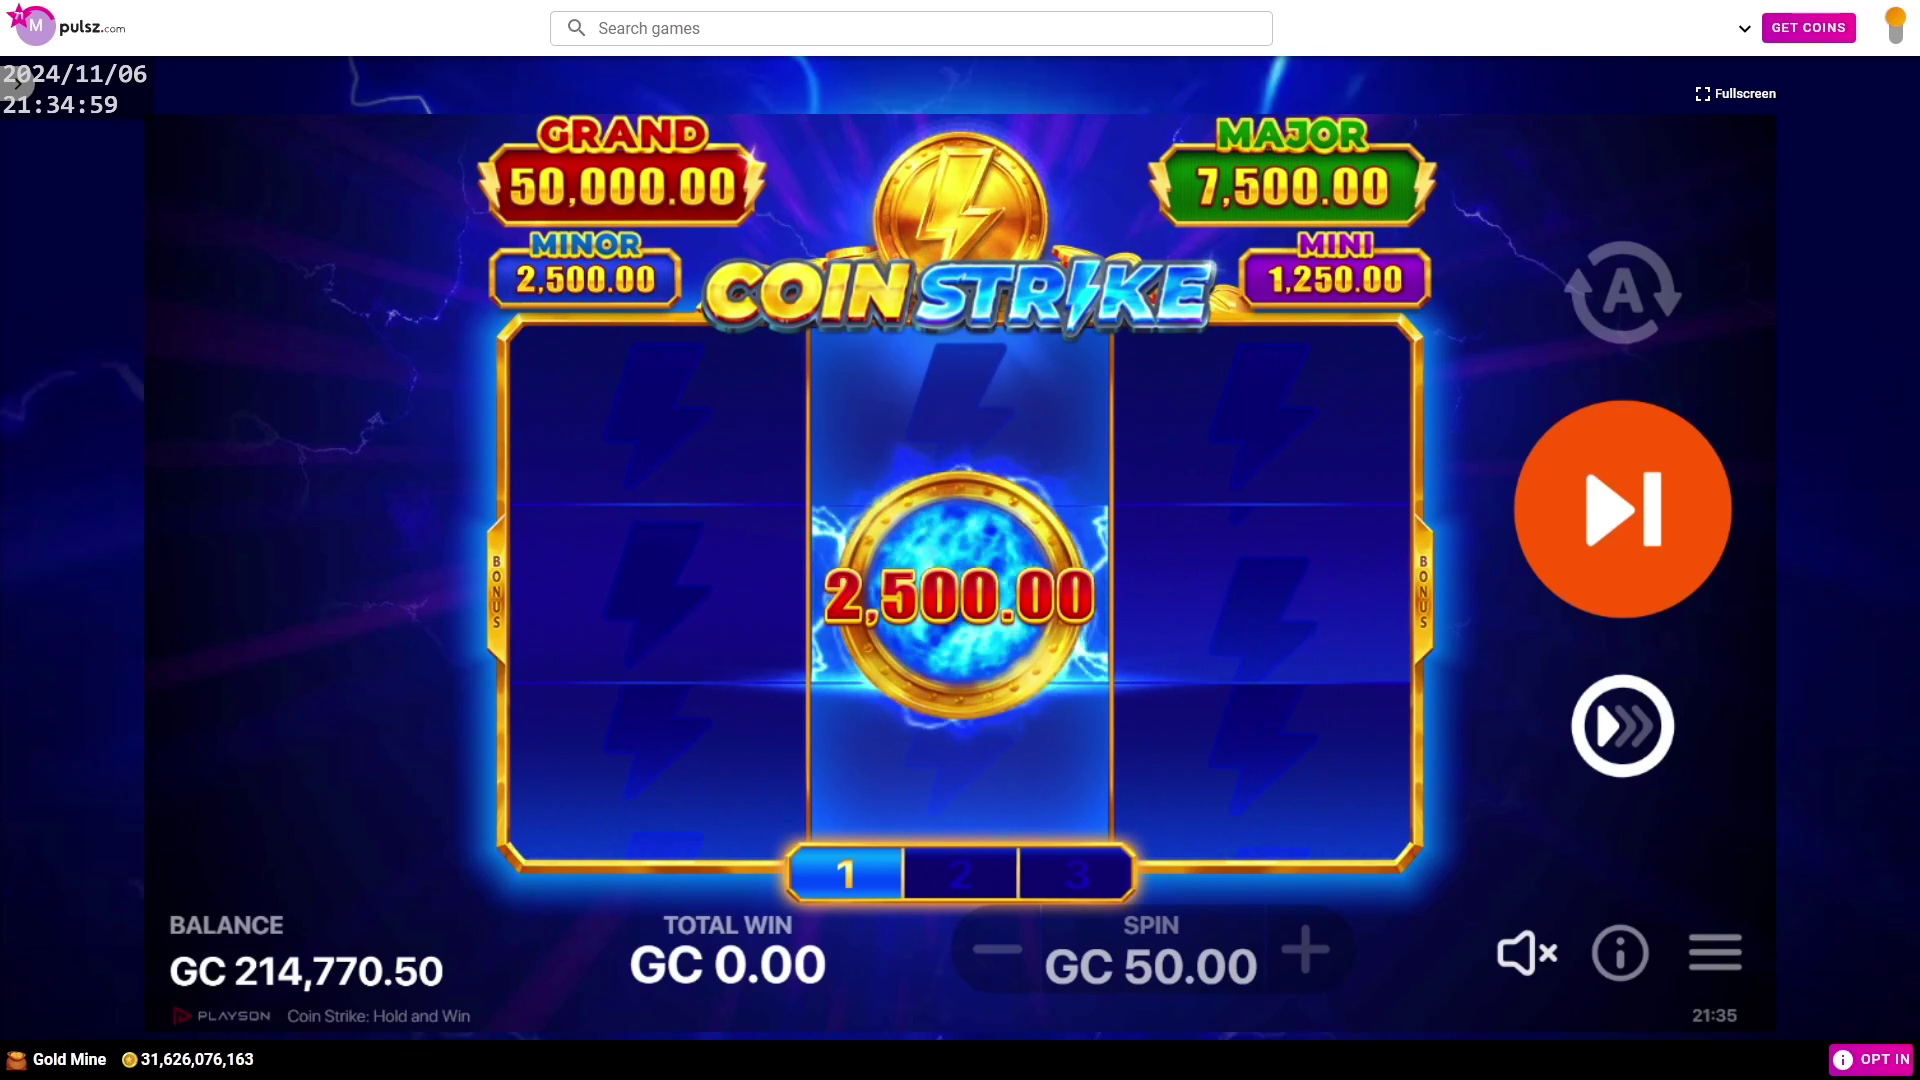 71
M
pulsz.com
Search games
GET COINS
2024/11/06
21:34:59
Fullscreen
GRAND
50,000.00
MAJOR
7,500.00
MINOR
2,500.00
MINI
1,250.00
COIN STRIKE
A
BONUS
2,500.00
BONUS
1 2 3
BALANCE
GC 214,770.50
TOTAL WIN
GC 0.00
SPIN
GC 50.00
PLAYSON
Coin Strike: Hold and Win
21:35
Gold Mine
31,626,076,163
OPT IN